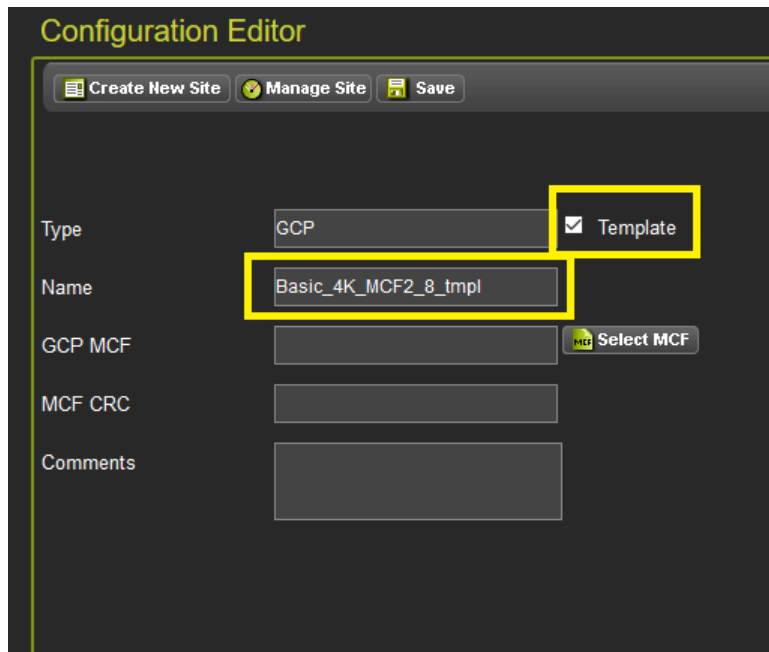 Configuration Editor
Create New Site Manage Site Save
Type GCP Template
Name Basic_4K_MCF2_8_tmpl
GCP MCF MCF Select MCF
MCF CRC
Comments